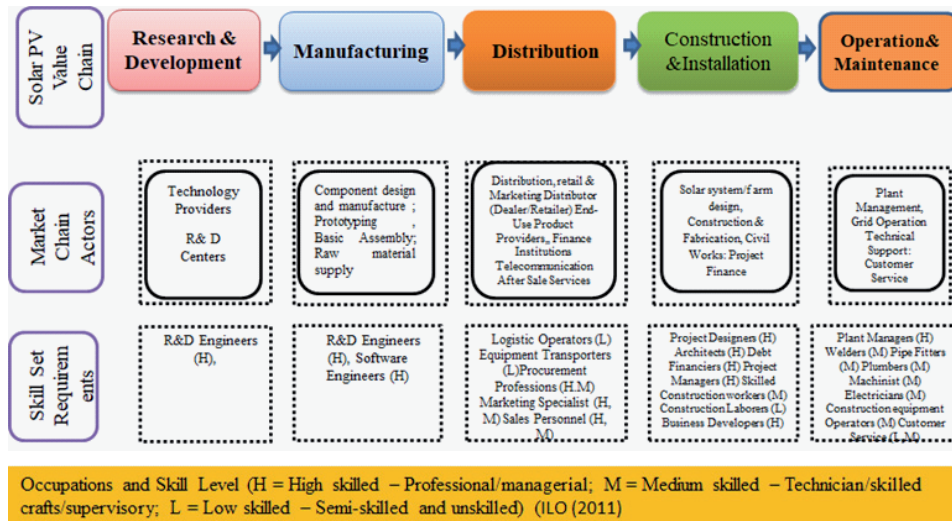 Solar PV
Value
Chain
Research &
Development
Manufacturing
Distribution
Construction
&Installation
Operation&
Maintenance
Market
Chain
Actors
Technology
Providers
R& D
Centers
Component design
and manufacture ;
Prototyping ,
Basic Assembly;
Raw material
supply
Distribution, retail &
Marketing Distributor
(Dealer/Retailer) End-
Use Product
Providers,, Finance
Institutions
Telecommunication
After Sale Services
Solar system/farm
design,
Construction &
Fabrication, Civil
Works: Project
Finance
Plant
Management,
Grid Operation
Technical
Support:
Customer
Service
Skill Set
Requirem
ents
R&D Engineers
(H),
R&D Engineers
(H), Software
Engineers (H)
Logistic Operators (L)
Equipment Transporters
(L)Procurement
Professions (H.M)
Marketing Specialist (H,
M) Sales Personnel (H,
M)
Project Designers (H)
Architects (H) Debt
Financiers (H) Project
Managers (H) Skilled
Construction workers (M)
Construction Laborers (L)
Business Developers (H)
Plant Managers (H)
Welders (M) Pipe Fitters
(M) Plumbers (M)
Machinist (M)
Electricians (M)
Construction equipment
Operators (M) Customer
Service (L,M)
Occupations and Skill Level (H = High skilled – Professional/managerial; M = Medium skilled – Technician/skilled
crafts/supervisory; L = Low skilled – Semi-skilled and unskilled) (ILO (2011)